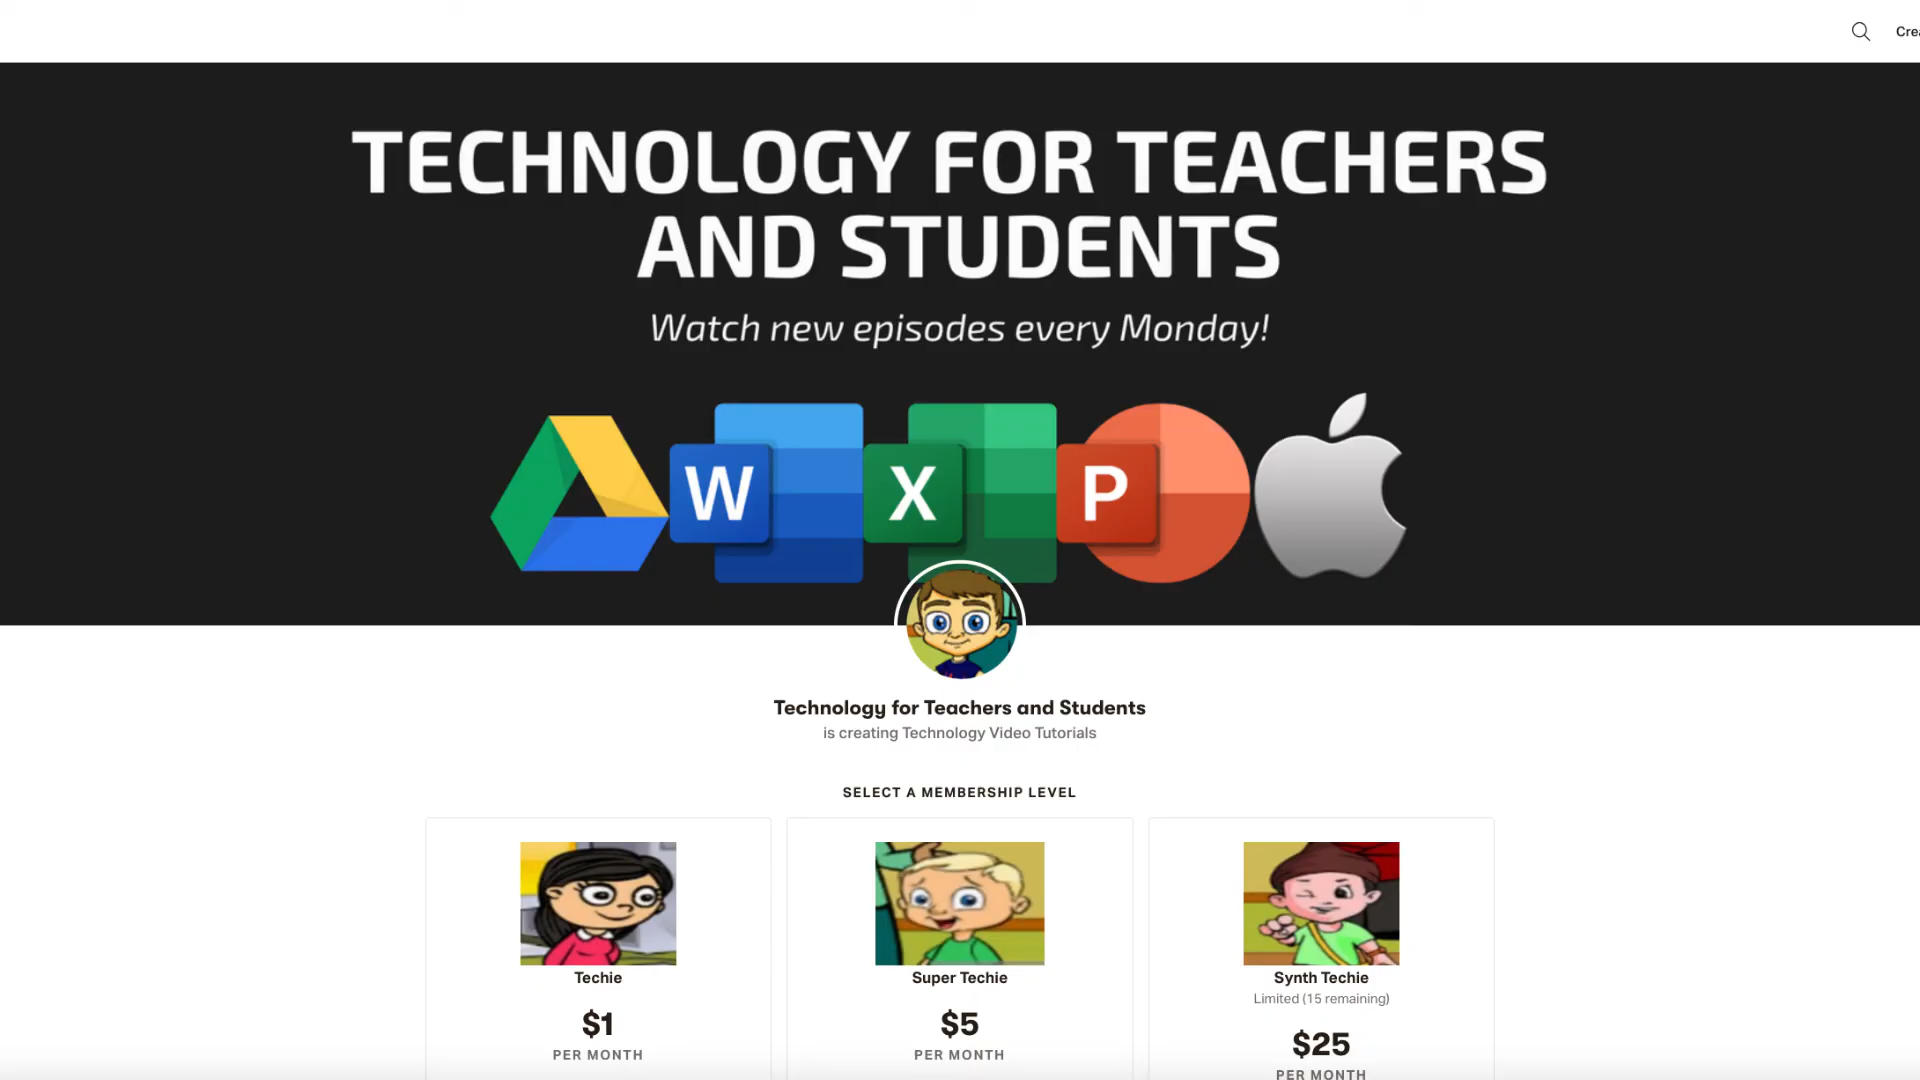 Crea
TECHNOLOGY FOR TEACHERS
AND STUDENTS
Watch new episodes every Monday!
W X P
Technology for Teachers and Students
is creating Technology Video Tutorials
SELECT A MEMBERSHIP LEVEL
Techie
$1
PER MONTH
Super Techie
$5
PER MONTH
Synth Techie
Limited (15 remaining)
$25
PER MONTH